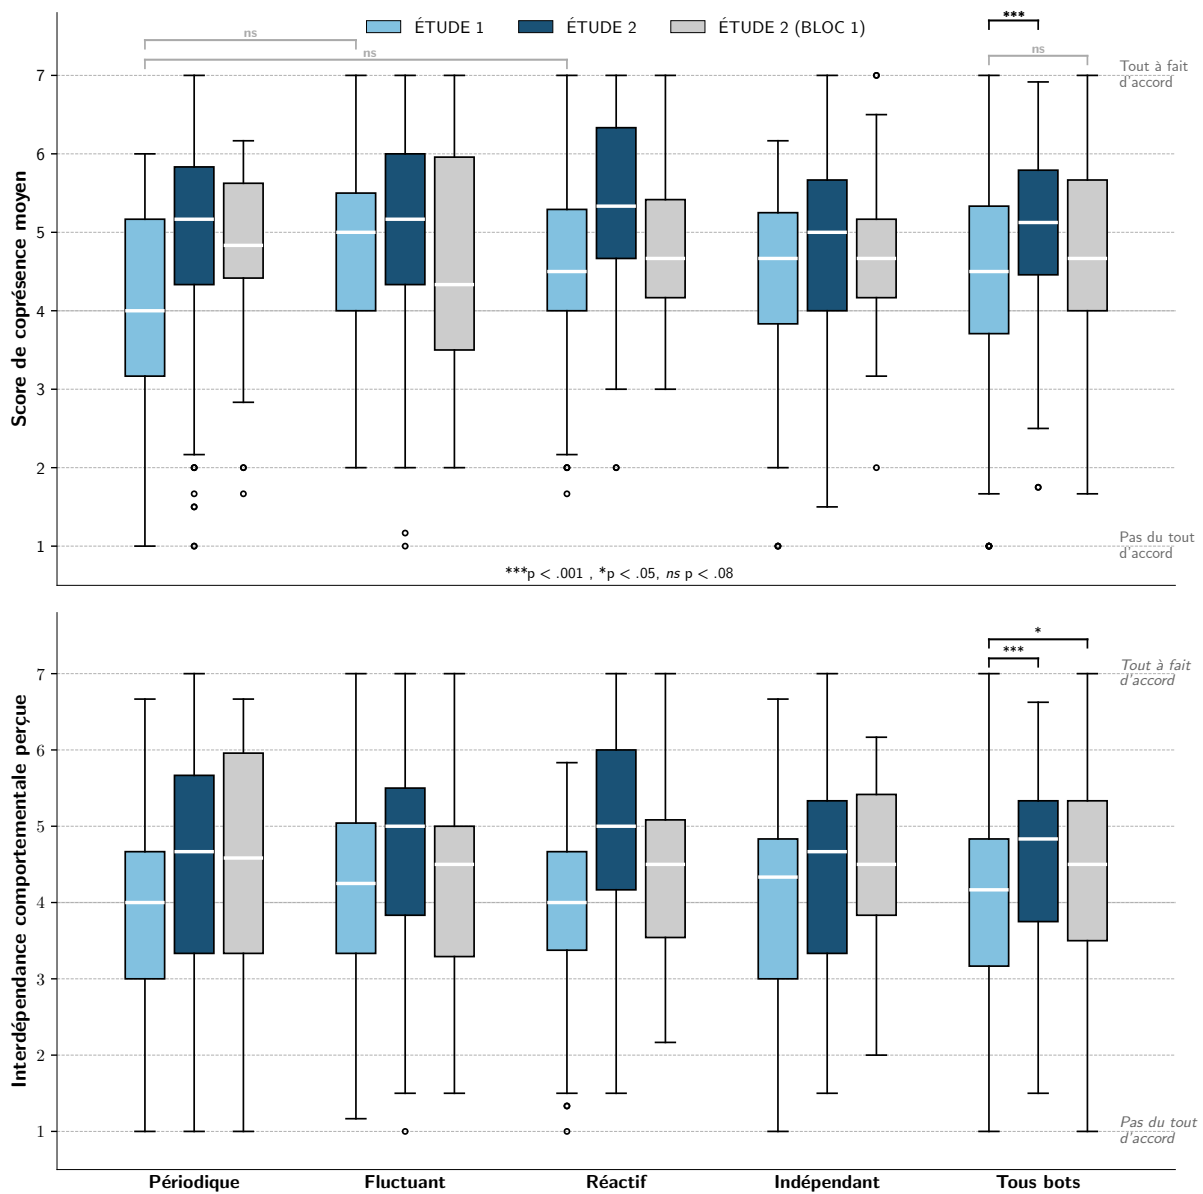 ÉTUDE 1 ÉTUDE 2 ÉTUDE 2 (BLOC 1)
***
ns
ns
ns
Tout à fait
d'accord
7
6
5
4
3
2
1
Score de coprésence moyen
Pas du tout
d'accord
***p < .001 , *p < .05, ns p < .08
*
***
Tout à fait
d'accord
7
6
5
4
3
2
1
Interdépendance comportementale perçue
Pas du tout
d'accord
Périodique Fluctuant Réactif Indépendant Tous bots